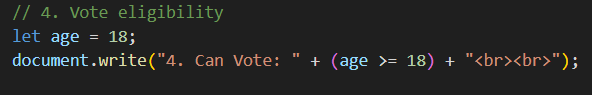 // 4. Vote eligibility
let age = 18;
document.write("4. Can Vote: " + (age >= 18) + "<br><br>");